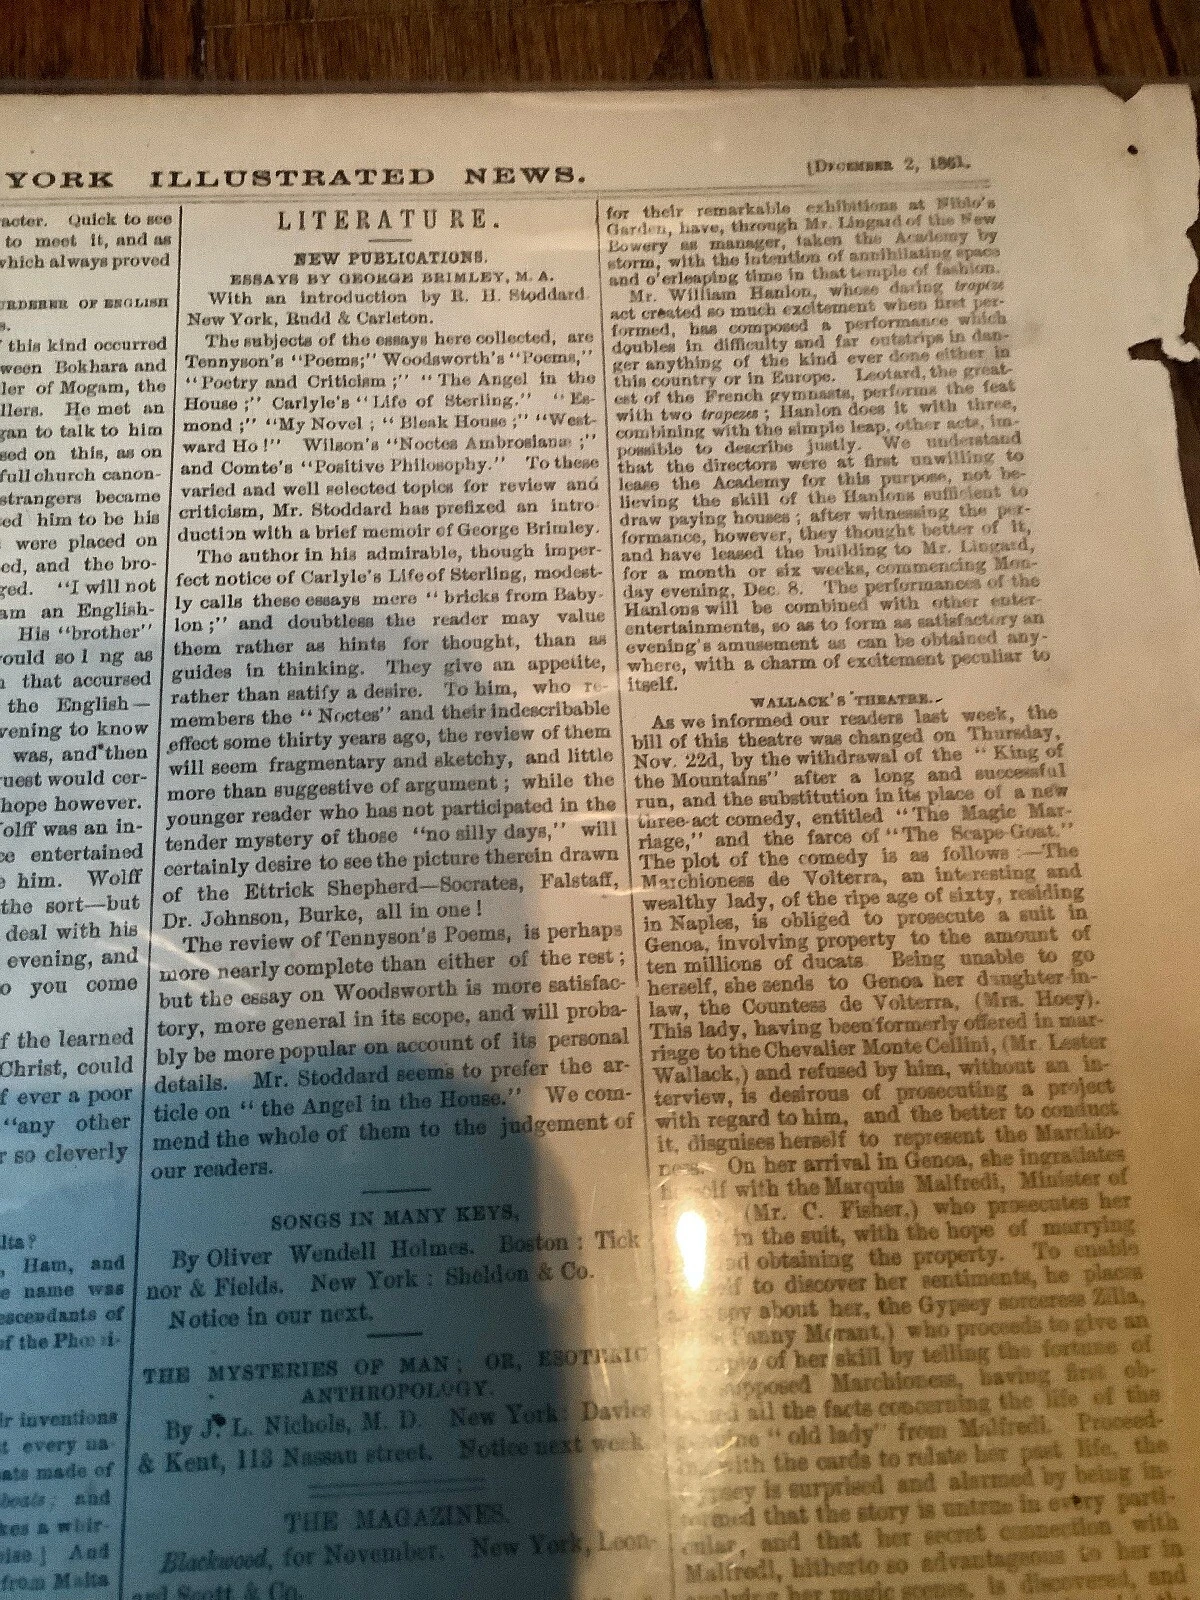 YORK ILLUSTRATED NEWS.
[DECEMBER 2, 1861.
racter. Quick to see
to meet it, and as
which always proved
URDERER OF ENGLISH
s.
this kind occurred
ween Bokhara and
ler of Mogam, the
llers. He met an
gan to talk to him
sed on this, as on
full church canon-
strangers became
ed him to be his
were placed on
ed, and the bro-
ged. "I will not
am an English-
His "brother"
ould so l ng as
that accursed
the English—
vening to know
was, and then
uest would cer-
hope however.
olff was an in-
ce entertained
e him. Wolff
the sort—but
deal with his
evening, and
o you come
f the learned
Christ, could
f ever a poor
"any other
r so cleverly
lta?
, Ham, and
e name was
escendants of
of the Phœ i-
ir inventions
t every na-
ats made of
boats; and
kes a whir-
oise] And
from Malta
LITERATURE.
NEW PUBLICATIONS.
ESSAYS BY GEORGE BRIMLEY, M. A.
With an introduction by R. H. Stoddard.
New York, Rudd & Carleton.
The subjects of the essays here collected, are
Tennyson's "Poems;" Woodsworth's "Poems,"
"Poetry and Criticism;" "The Angel in the
House;" Carlyle's "Life of Sterling." "Es-
mond;" "My Novel; "Bleak House;" "West-
ward Ho!" Wilson's "Noctes Ambrosianæ;"
and Comte's "Positive Philosophy." To these
varied and well selected topics for review and
criticism, Mr. Stoddard has prefixed an intro-
duction with a brief memoir of George Brimley.
The author in his admirable, though imper-
fect notice of Carlyle's Life of Sterling, modest-
ly calls these essays mere "bricks from Baby-
lon;" and doubtless the reader may value
them rather as hints for thought, than as
guides in thinking. They give an appetite,
rather than satify a desire. To him, who re-
members the "Noctes" and their indescribable
effect some thirty years ago, the review of them
will seem fragmentary and sketchy, and little
more than suggestive of argument; while the
younger reader who has not participated in the
tender mystery of those "no silly days," will
certainly desire to see the picture therein drawn
of the Ettrick Shepherd—Socrates, Falstaff,
Dr. Johnson, Burke, all in one!
The review of Tennyson's Poems, is perhaps
more nearly complete than either of the rest;
but the essay on Woodsworth is more satisfac-
tory, more general in its scope, and will proba-
bly be more popular on account of its personal
details. Mr. Stoddard seems to prefer the ar-
ticle on "the Angel in the House." We com-
mend the whole of them to the judgement of
our readers.
SONGS IN MANY KEYS,
By Oliver Wendell Holmes. Boston: Tick
nor & Fields. New York: Sheldon & Co.
Notice in our next.
THE MYSTERIES OF MAN; OR, ESOTERIC
ANTHROPOLOGY.
By J. L. Nichols, M. D. New York: Davies
& Kent, 113 Nassau street. Notice next week.
THE MAGAZINES.
Blackwood, for November. New York, Leon-
ard Scott & Co.
for their remarkable exhibitions at Niblo's
Garden, have, through Mr. Lingard of the New
Bowery as manager, taken the Academy by
storm, with the intention of annihilating space
and o'erleaping time in that temple of fashion.
Mr. William Hanlon, whose daring trapeze
act created so much excitement when first per-
formed, has composed a performance which
doubles in difficulty and far outstrips in dan-
ger anything of the kind ever done either in
this country or in Europe. Leotard, the great-
est of the French gymnasts, performs the feat
with two trapezes; Hanlon does it with three,
combining with the simple leap, other acts, im-
possible to describe justly. We understand
that the directors were at first unwilling to
lease the Academy for this purpose, not be-
lieving the skill of the Hanlons sufficient to
draw paying houses; after witnessing the per-
formance, however, they thought better of it,
and have leased the building to Mr. Lingard,
for a month or six weeks, commencing Mon-
day evening, Dec. 8. The performances of the
Hanlons will be combined with other enter-
entertainments, so as to form as satisfactory an
evening's amusement as can be obtained any-
where, with a charm of excitement peculiar to
itself.
WALLACK'S THEATRE.
As we informed our readers last week, the
bill of this theatre was changed on Thursday,
Nov. 22d, by the withdrawal of the "King of
the Mountains" after a long and successful
run, and the substitution in its place of a new
three-act comedy, entitled "The Magic Mar-
riage," and the farce of "The Scape-Goat."
The plot of the comedy is as follows:—The
Marchioness de Volterra, an interesting and
wealthy lady, of the ripe age of sixty, residing
in Naples, is obliged to prosecute a suit in
Genoa, involving property to the amount of
ten millions of ducats. Being unable to go
herself, she sends to Genoa her daughter-in-
law, the Countess de Volterra, (Mrs. Hoey).
This lady, having been formerly offered in mar-
riage to the Chevalier Monte Cellini, (Mr. Lester
Wallack,) and refused by him, without an in-
terview, is desirous of prosecuting a project
with regard to him, and the better to conduct
it, disguises herself to represent the Marchio-
ness. On her arrival in Genoa, she ingratiates
herself with the Marquis Malfredi, Minister of
(Mr. C. Fisher,) who prosecutes her
in the suit, with the hope of marrying
and obtaining the property. To enable
to discover her sentiments, he places
spy about her, the Gypsey sorceress Zilla,
Fanny Morant,) who proceeds to give an
of her skill by telling the fortune of
supposed Marchioness, having first ob-
all the facts concerning the life of the
"old lady" from Malfredi. Proceed-
with the cards to relate her past life, the
gypsey is surprised and alarmed by being in-
formed that the story is untrue in every parti-
cular, and that her secret connection with
Malfredi, hitherto so advantageous to her in
her magic scenes, is discovered, and